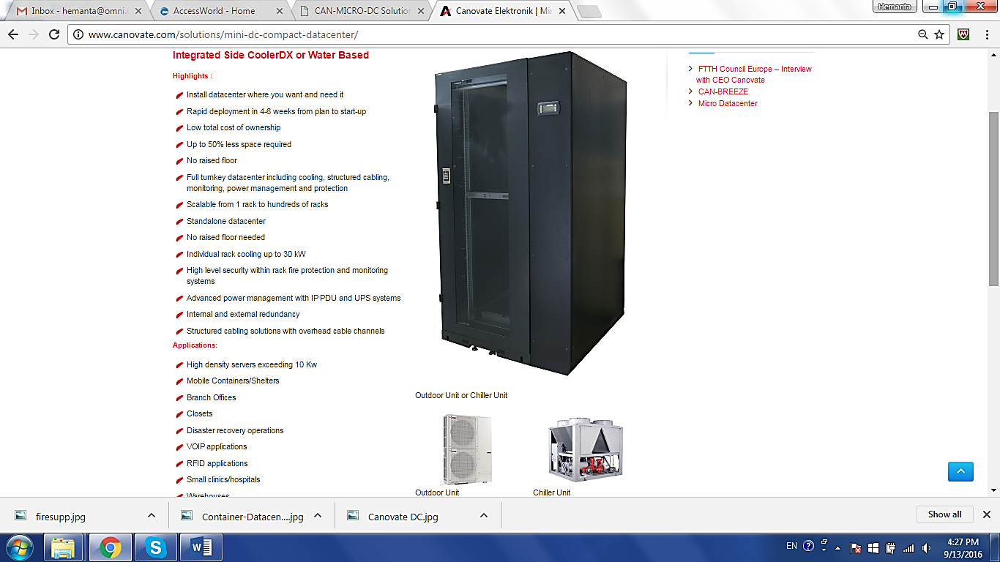 Inbox - hemanta@omni.c
AccessWorld - Home
CAN-MICRO-DC Solution
Canovate Elektronik | Min
Hemanta
www.canovate.com/solutions/mini-dc-compact-datacenter/
Integrated Side CoolerDX or Water Based
Highlights :
Install datacenter where you want and need it
Rapid deployment in 4-6 weeks from plan to start-up
Low total cost of ownership
Up to 50% less space required
No raised floor
Full turnkey datacenter including cooling, structured cabling,
monitoring, power management and protection
Scalable from 1 rack to hundreds of racks
Standalone datacenter
No raised floor needed
Individual rack cooling up to 30 kW
High level security within rack fire protection and monitoring
systems
Advanced power management with IP PDU and UPS systems
Internal and external redundancy
Structured cabling solutions with overhead cable channels
Applications:
High density servers exceeding 10 Kw
Mobile Containers/Shelters
Branch Offices
Closets
Disaster recovery operations
VOIP applications
RFID applications
Small clinics/hospitals
Warehouses
Outdoor Unit or Chiller Unit
Outdoor Unit
Chiller Unit
FTTH Council Europe – Interview
with CEO Canovate
CAN-BREEZE
Micro Datacenter
firesupp.jpg
Container-Datacen....jpg
Canovate DC.jpg
Show all
EN
4:27 PM
9/13/2016